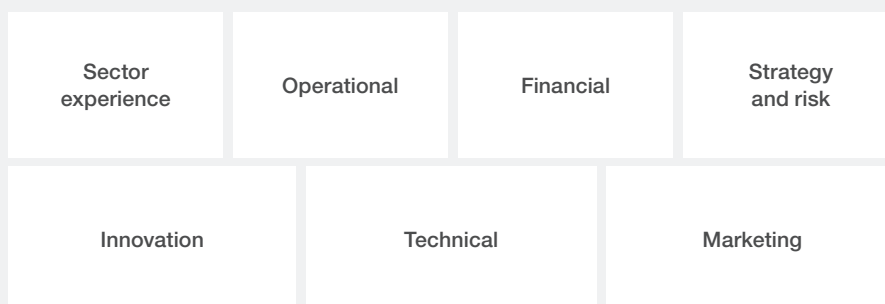 Sector
experience
Operational
Financial
Strategy
and risk
Innovation
Technical
Marketing